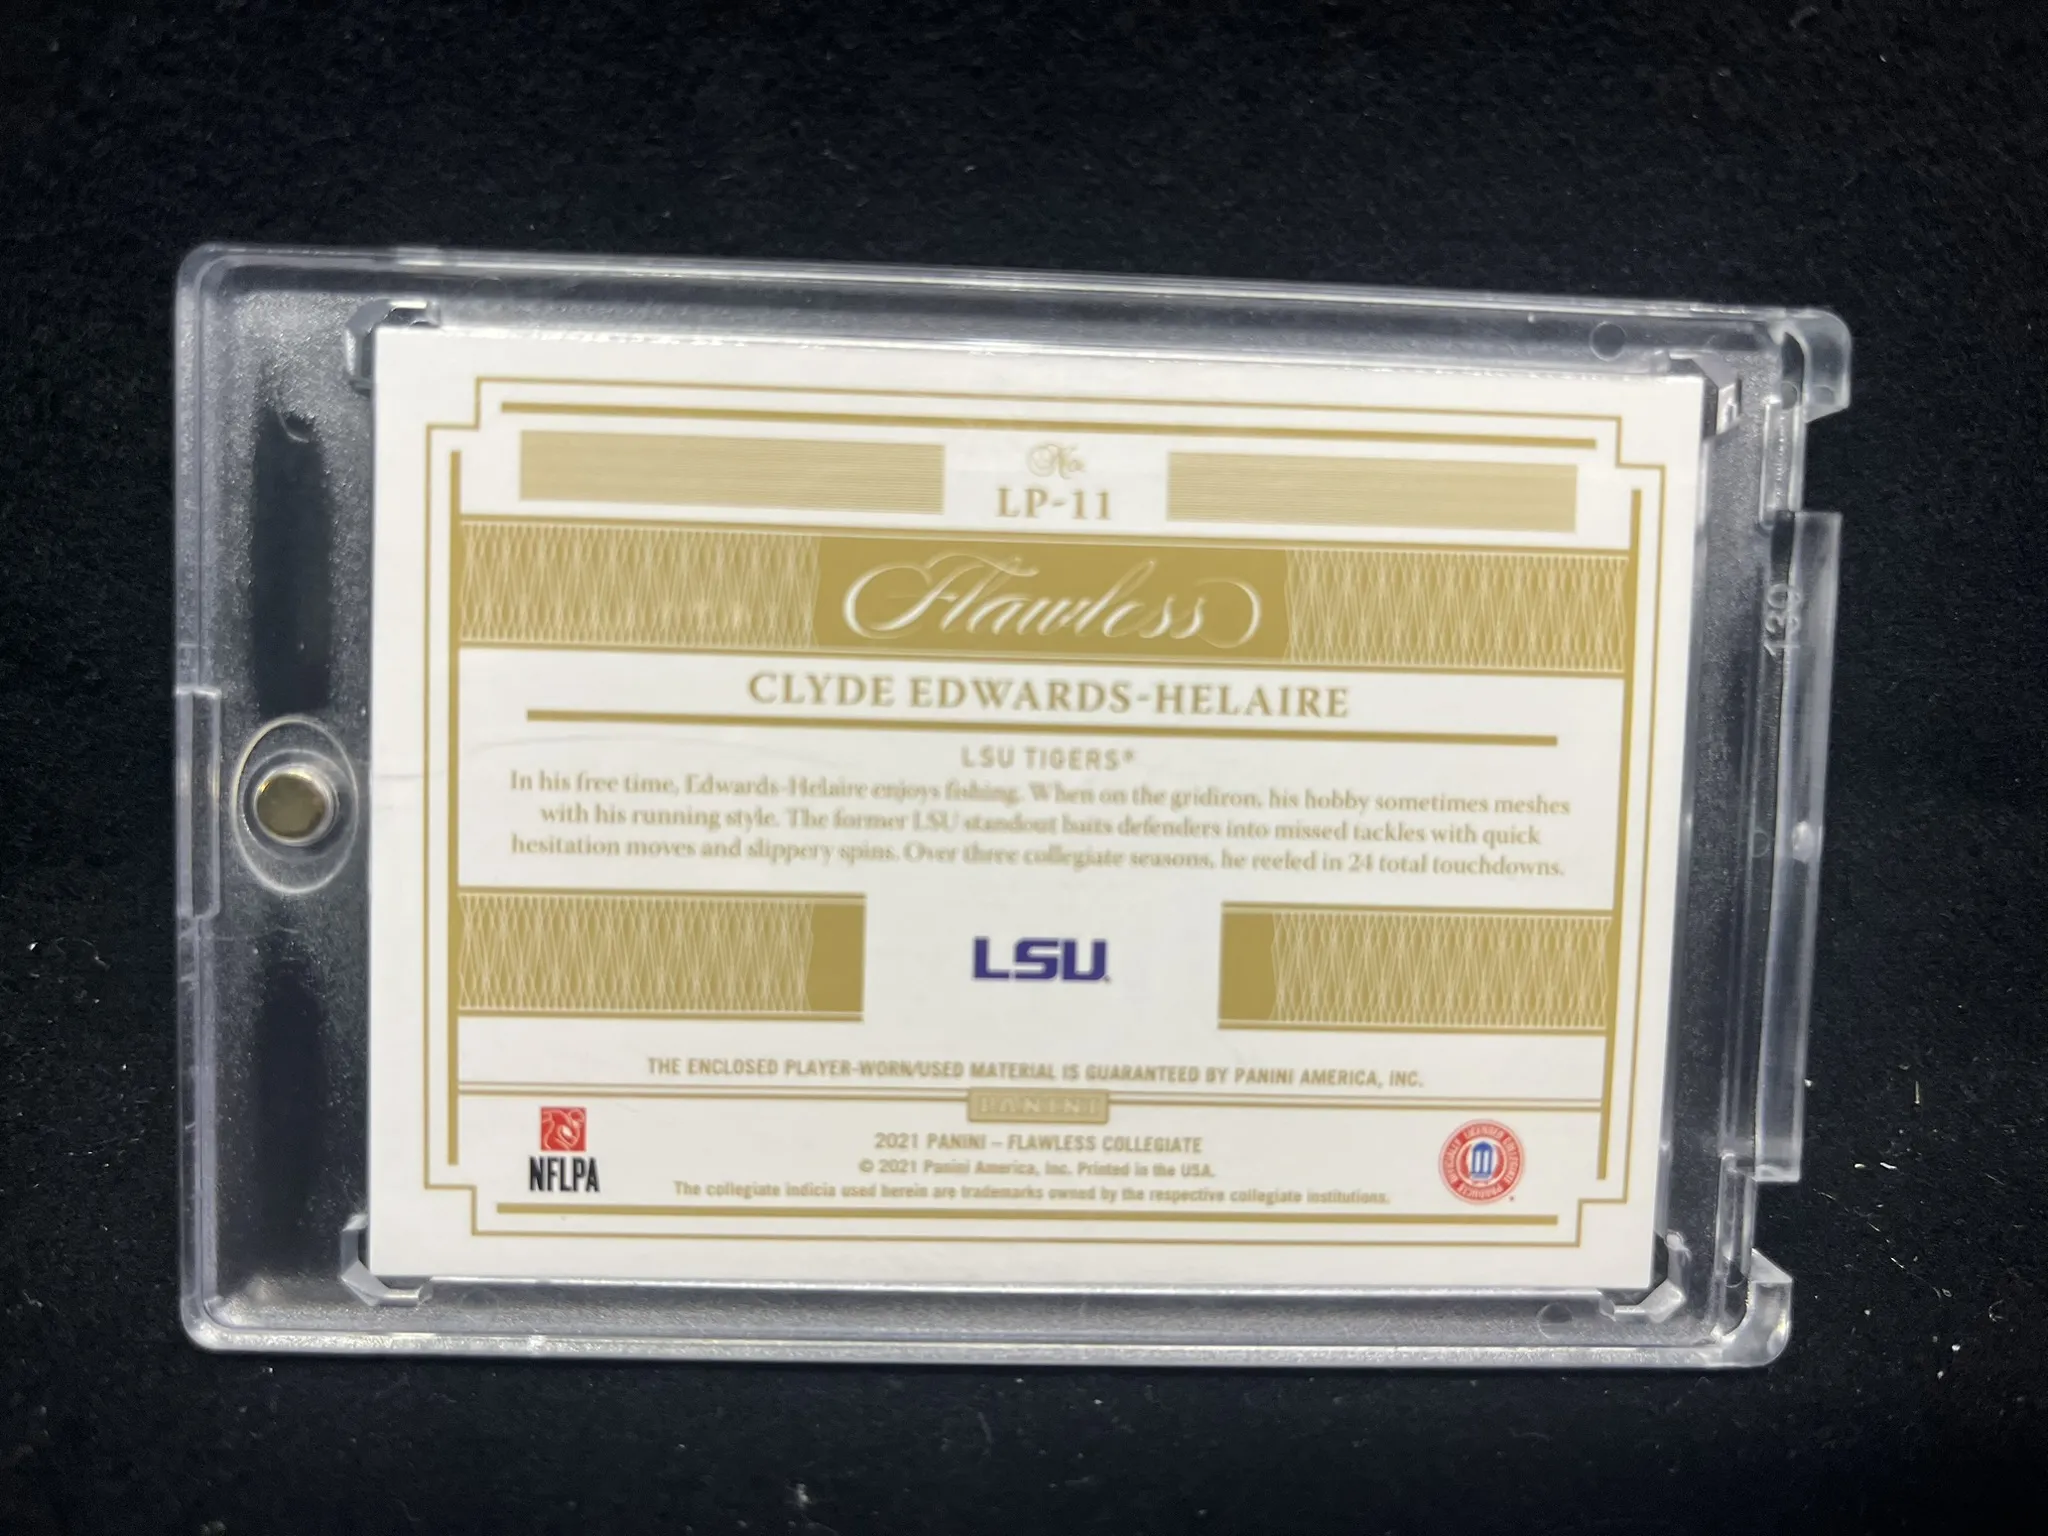 No.
LP-11
Flawless
CLYDE EDWARDS-HELAIRE
LSU TIGERS®
In his free time, Edwards-Helaire enjoys fishing. When on the gridiron, his hobby sometimes meshes
with his running style. The former LSU standout baits defenders into missed tackles with quick
hesitation moves and slippery spins. Over three collegiate seasons, he reeled in 24 total touchdowns.
LSU
THE ENCLOSED PLAYER-WORN/USED MATERIAL IS GUARANTEED BY PANINI AMERICA, INC.
PANINI
2021 PANINI – FLAWLESS COLLEGIATE
© 2021 Panini America, Inc. Printed in the USA.
The collegiate indicia used herein are trademarks owned by the respective collegiate institutions.
NFLPA
OFFICIALLY LICENSED COLLEGIATE PRODUCTS
130